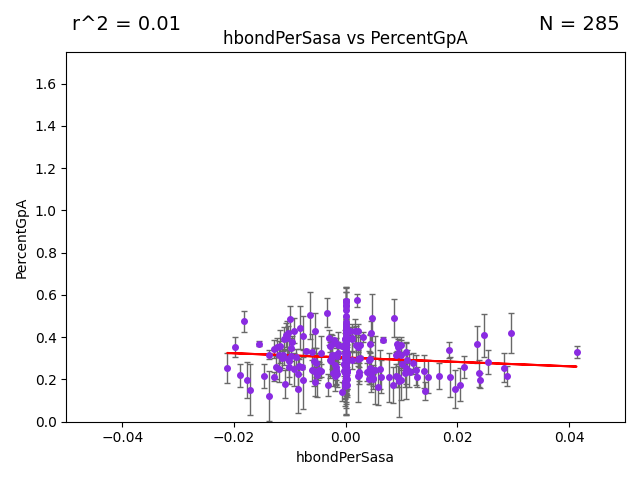 r^2 = 0.01
N = 285
hbondPerSasa vs PercentGpA
1.6
1.4
1.2
1.0
0.8
0.6
0.4
0.2
0.0
PercentGpA
−0.04
−0.02
0.00
0.02
0.04
hbondPerSasa